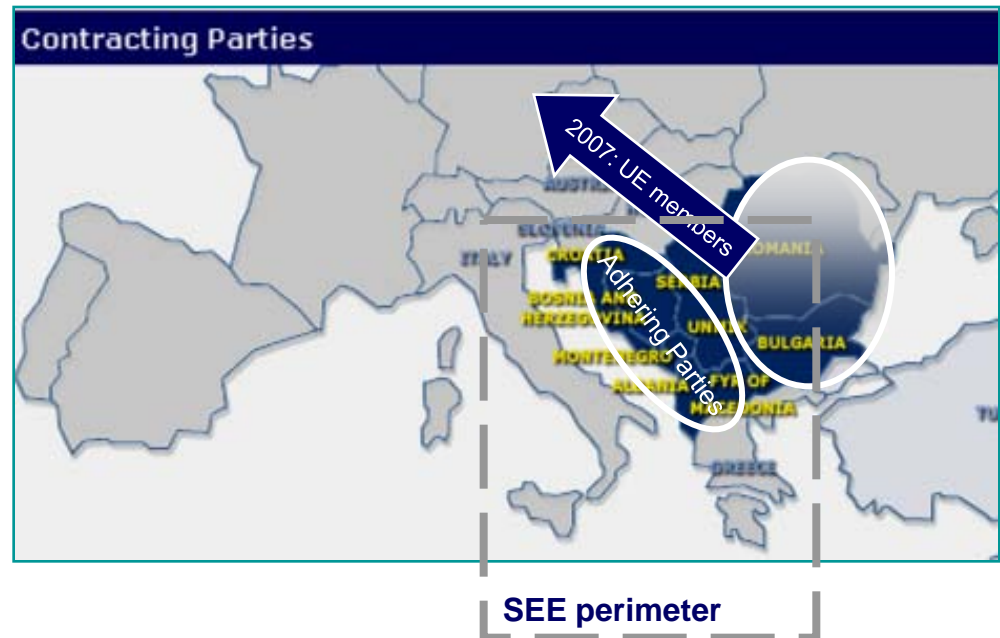 Contracting Parties
2007: UE members
SLOVENIA
ITALY
CROATIA
ROMANIA
SERBIA
BOSNIA AND
HERZEGOVINA
UNMIK
BULGARIA
Adhering Parties
MONTENEGRO
ALBANIA
FYR OF
MACEDONIA
TU
GREECE
SEE perimeter